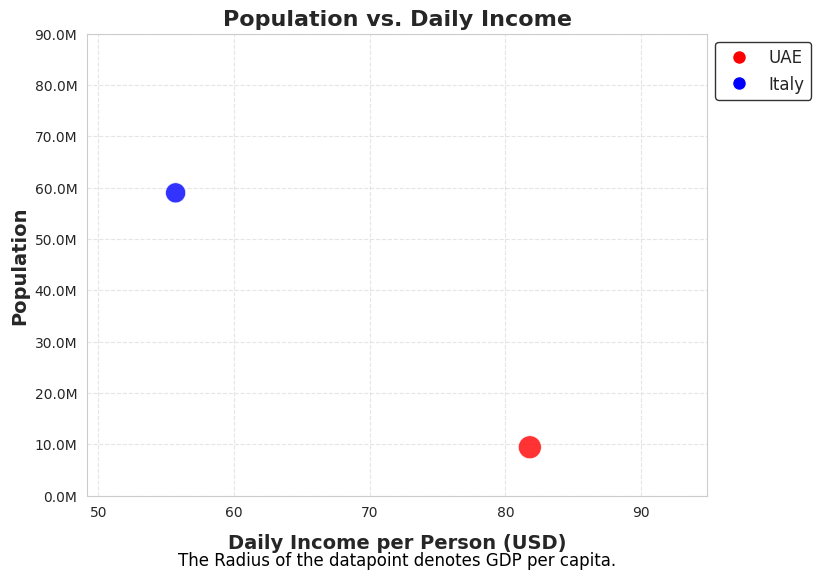 Population vs. Daily Income
90.0M
80.0M
70.0M
60.0M
50.0M
40.0M
30.0M
20.0M
10.0M
0.0M
Population
50 60 70 80 90
Daily Income per Person (USD)
The Radius of the datapoint denotes GDP per capita.
UAE
Italy